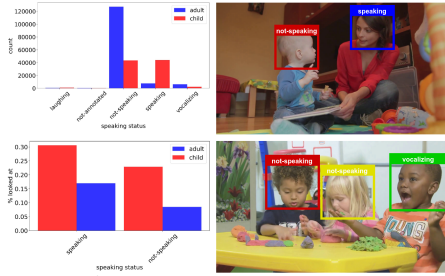 120000
100000
80000
60000
40000
20000
0
count
adult
child
laughing
not-annotated
not-speaking
speaking
vocalizing
speaking status
not-speaking
speaking
0.30
0.25
0.20
0.15
0.10
0.05
0.00
% looked at
adult
child
speaking
not-speaking
speaking status
not-speaking
not-speaking
vocalizing